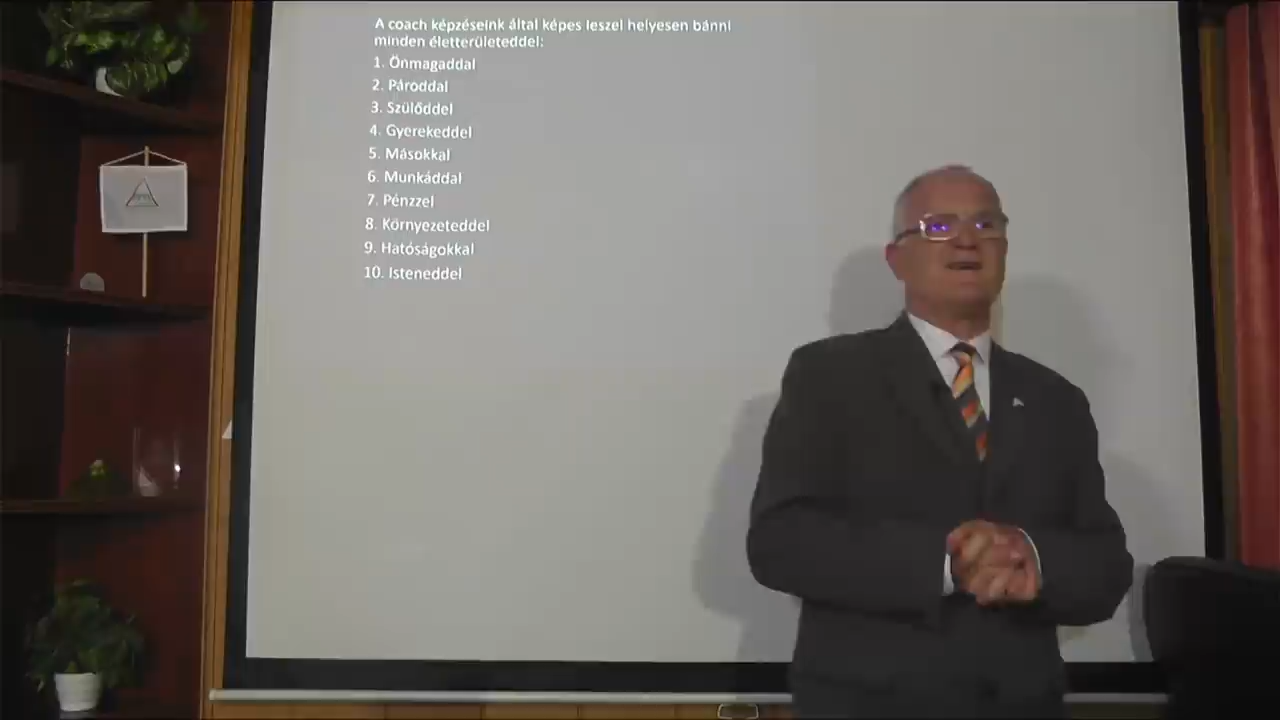 A coach képzéseink által képes leszel helyesen bánni
minden életterületeddel:
1. Önmagaddal
2. Pároddal
3. Szülőddel
4. Gyerekeddel
5. Másokkal
6. Munkáddal
7. Pénzzel
8. Környezeteddel
9. Hatóságokkal
10. Isteneddel